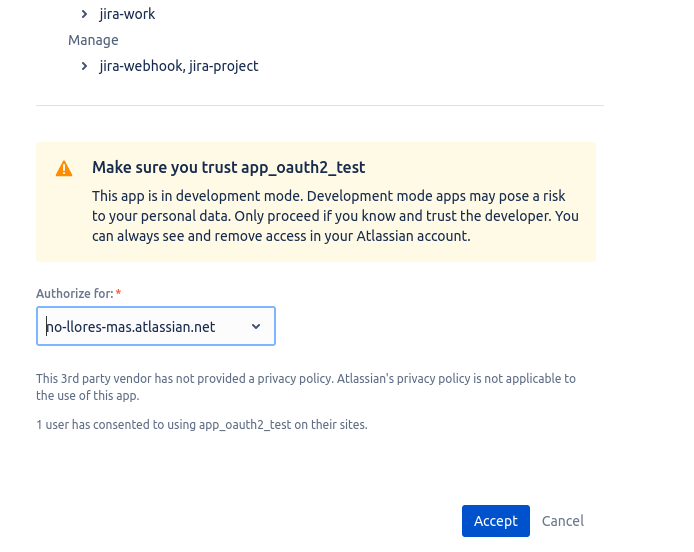 jira-work
Manage
jira-webhook, jira-project
Make sure you trust app_oauth2_test
This app is in development mode. Development mode apps may pose a risk
to your personal data. Only proceed if you know and trust the developer. You
can always see and remove access in your Atlassian account.
Authorize for: *
no-llores-mas.atlassian.net
This 3rd party vendor has not provided a privacy policy. Atlassian's privacy policy is not applicable to
the use of this app.
1 user has consented to using app_oauth2_test on their sites.
Accept Cancel